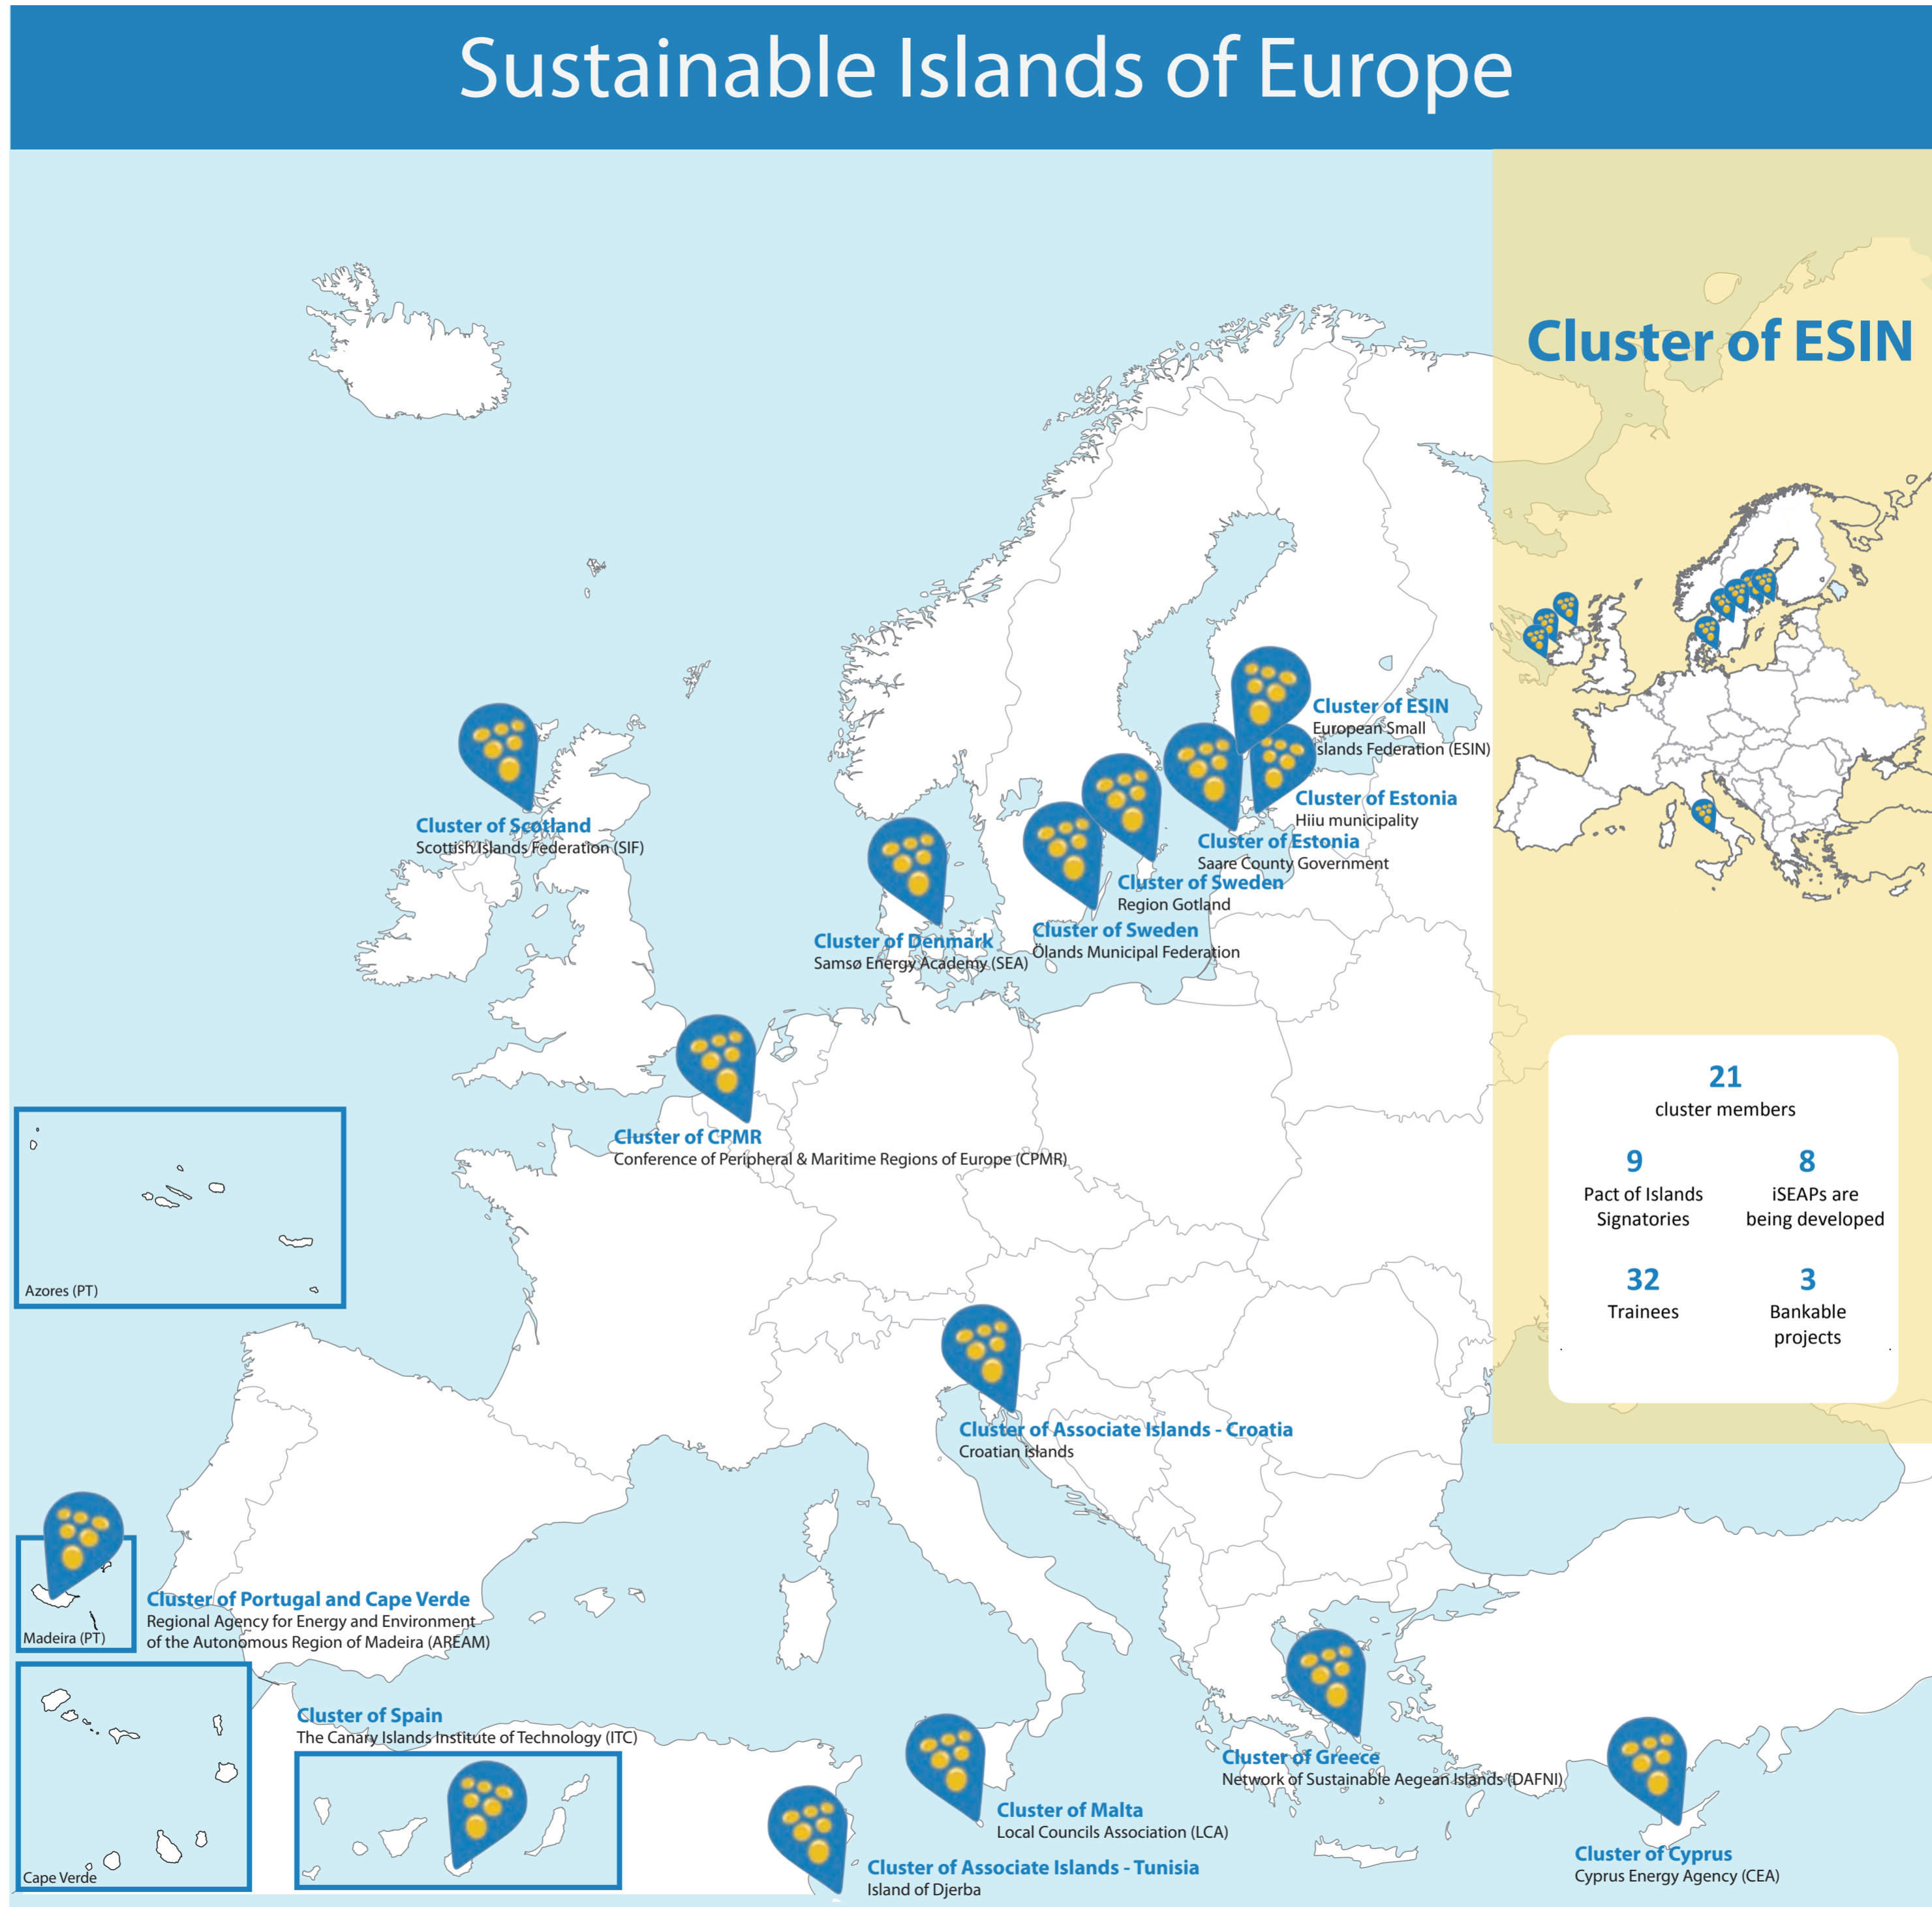 Sustainable Islands of Europe
Cluster of ESIN
Cluster of ESIN
European Small
Islands Federation (ESIN)
Cluster of Estonia
Hiiu municipality
Cluster of Estonia
Saare County Government
Cluster of Scotland
Scottish Islands Federation (SIF)
Cluster of Sweden
Region Gotland
Cluster of Sweden
Ölands Municipal Federation
Cluster of Denmark
Samsø Energy Academy (SEA)
Cluster of CPMR
Conference of Peripheral & Maritime Regions of Europe (CPMR)
21
cluster members
9
Pact of Islands
Signatories
8
iSEAPs are
being developed
32
Trainees
3
Bankable
projects
Azores (PT)
Cluster of Associate Islands - Croatia
Croatian islands
Cluster of Portugal and Cape Verde
Regional Agency for Energy and Environment
of the Autonomous Region of Madeira (AREAM)
Madeira (PT)
Cluster of Spain
The Canary Islands Institute of Technology (ITC)
Cluster of Greece
Network of Sustainable Aegean Islands (DAFNI)
Cluster of Malta
Local Councils Association (LCA)
Cluster of Cyprus
Cyprus Energy Agency (CEA)
Cluster of Associate Islands - Tunisia
Island of Djerba
Cape Verde